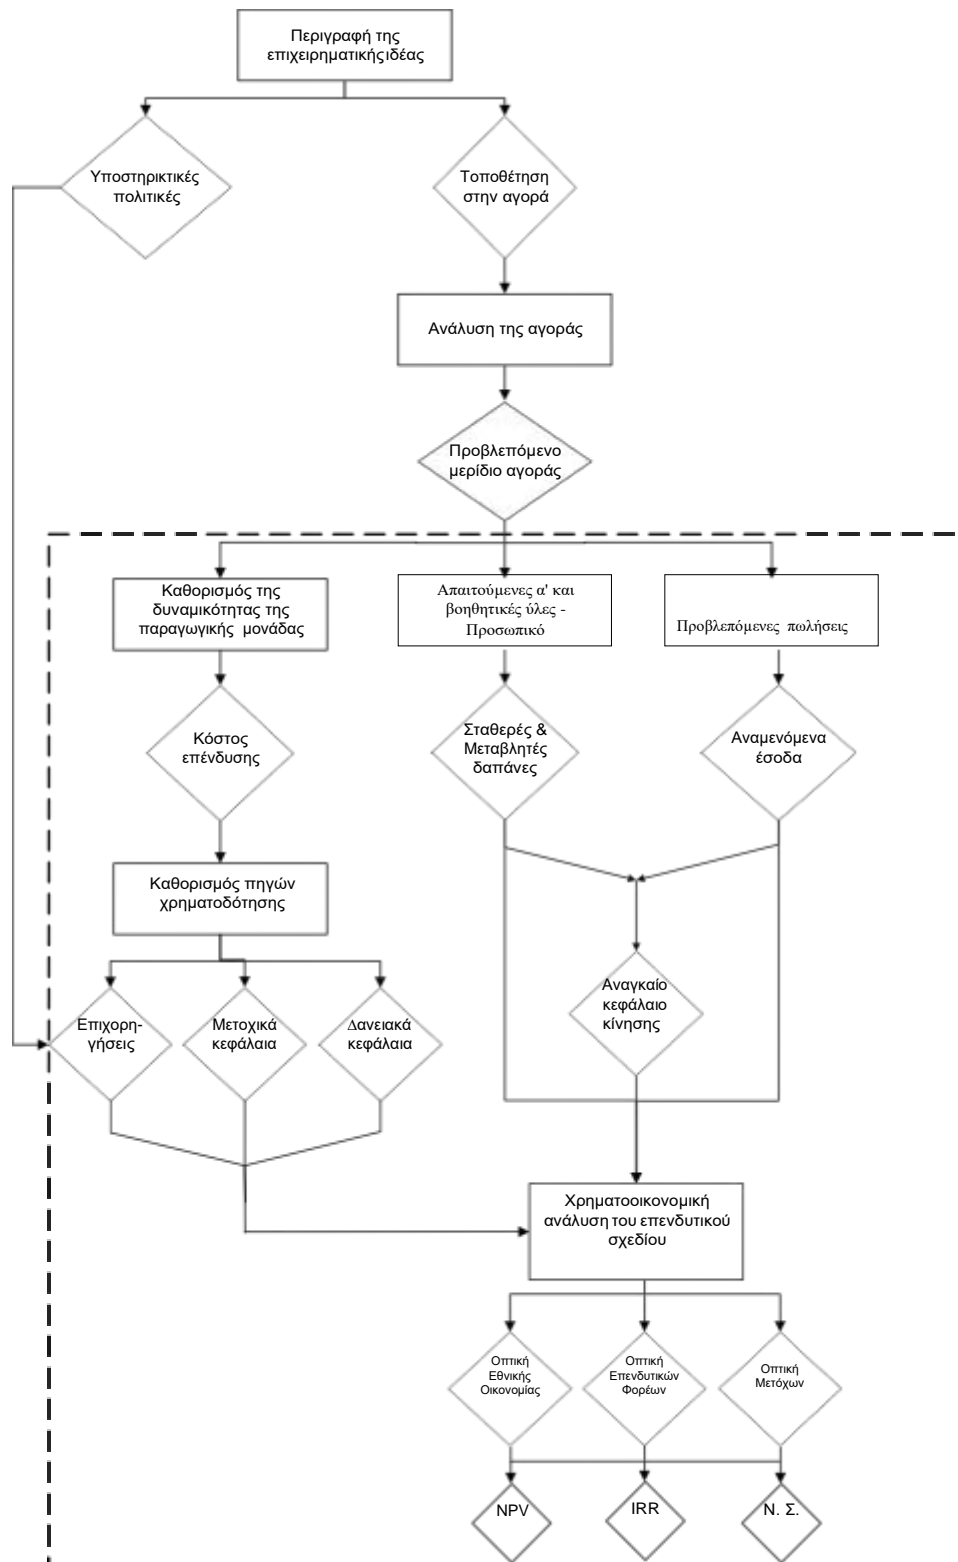 Περιγραφή της
επιχειρηματικής ιδέας
Υποστηρικτικές
πολιτικές
Τοποθέτηση
στην αγορά
Ανάλυση της αγοράς
Προβλεπόμενο
μερίδιο αγοράς
Καθορισμός της
δυναμικότητας της
παραγωγικής μονάδας
Απαιτούμενες α' και
βοηθητικές ύλες -
Προσωπικό
Προβλεπόμενες πωλήσεις
Κόστος
επένδυσης
Σταθερές &
Μεταβλητές
δαπάνες
Αναμενόμενα
έσοδα
Καθορισμός πηγών
χρηματοδότησης
Επιχορη-
γήσεις
Μετοχικά
κεφάλαια
Δανειακά
κεφάλαια
Αναγκαίο
κεφάλαιο
κίνησης
Χρηματοοικονομική
ανάλυση του επενδυτικού
σχεδίου
Οπτική
Εθνικής
Οικονομίας
Οπτική
Επενδυτικών
Φορέων
Οπτική
Μετόχων
NPV
IRR
Ν. Σ.